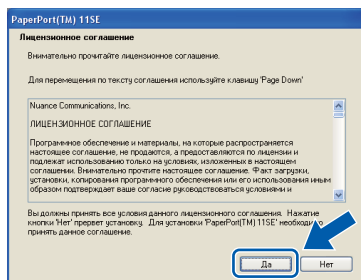 PaperPort(TM) 11SE
Лицензионное соглашение
Внимательно прочитайте лицензионное соглашение.
Для перемещения по тексту соглашения используйте клавишу 'Page Down'
Nuance Communications, Inc.
ЛИЦЕНЗИОННОЕ СОГЛАШЕНИЕ
Программное обеспечение и материалы, на которые распространяется
настоящее соглашение, не продаются, а предоставляются по лицензии и
подлежат использованию только на условиях, изложенных в настоящем
соглашении. Внимательно прочтите настоящее соглашение. Факт загрузки,
установки, копирования программного обеспечения или его использования иным
образом подтверждает ваше согласие руководствоваться условиями и
Вы должны принять все условия данного лицензионного соглашения. Нажатие
кнопки 'Нет' прервет установку. Для установки 'PaperPort(TM) 11SE' необходимо
принять данное соглашение.
Да
Нет